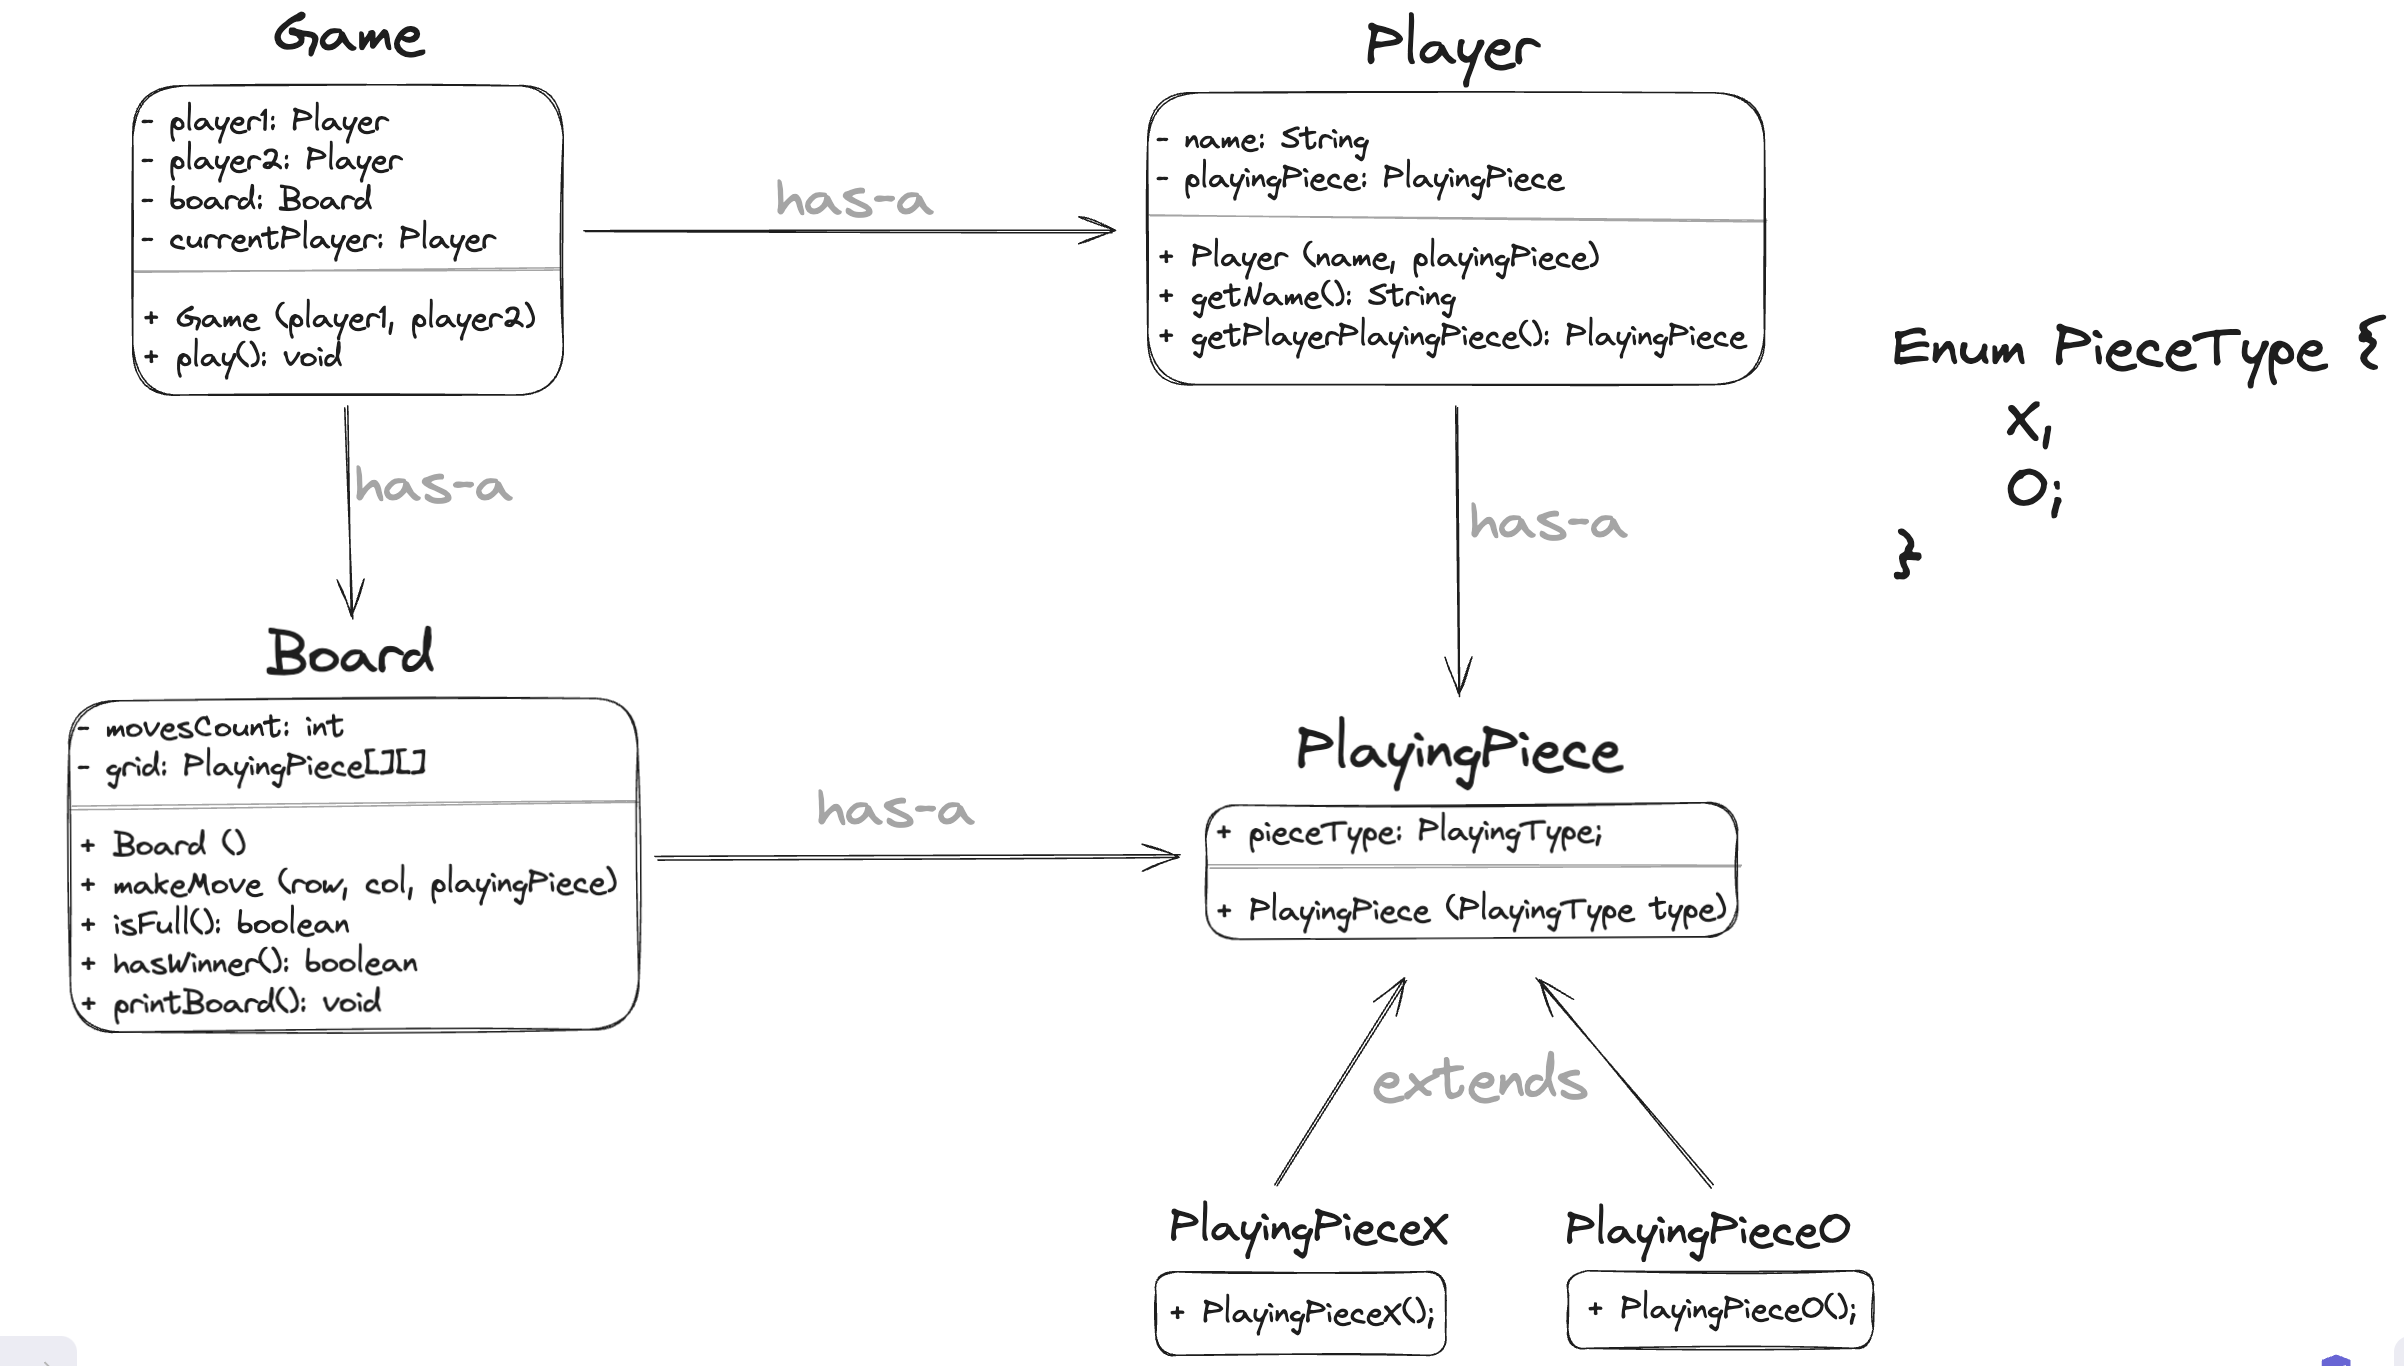 Game
- player1: Player
- player2: Player
- board: Board
- currentPlayer: Player
+ Game (player1, player2)
+ play(): void
has-a
Player
- name: String
- playingPiece: PlayingPiece
+ Player (name, playingPiece)
+ getName(): String
+ getPlayerPlayingPiece(): PlayingPiece
Enum PieceType {
X,
O;
}
has-a
has-a
Board
- movesCount: int
- grid: PlayingPiece[][]
+ Board ()
+ makeMove (row, col, playingPiece)
+ isFull(): boolean
+ hasWinner(): boolean
+ printBoard(): void
has-a
PlayingPiece
+ pieceType: PlayingType;
+ PlayingPiece (PlayingType type)
extends
PlayingPieceX
+ PlayingPieceX();
PlayingPieceO
+ PlayingPieceO();